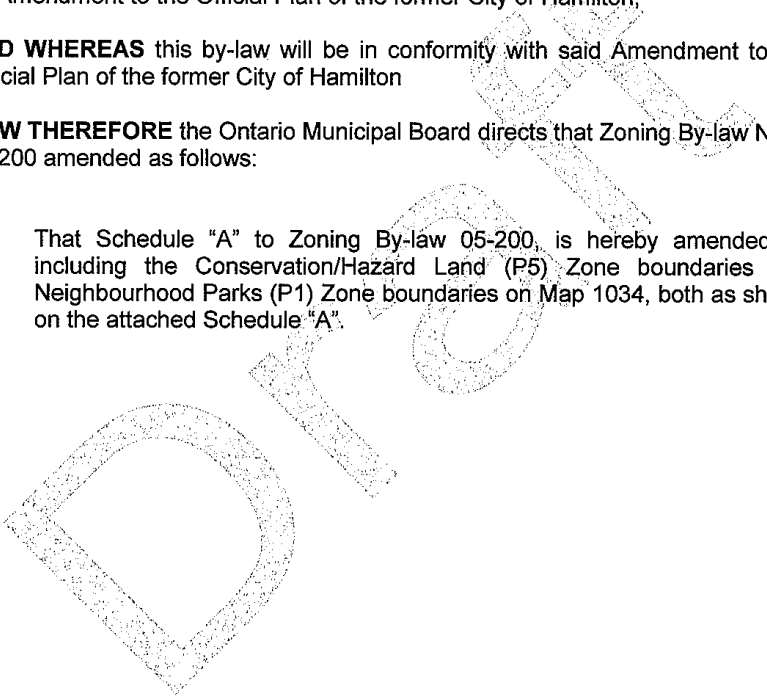 Amendment to the Official Plan of the former City of Hamilton;
D WHEREAS this by-law will be in conformity with said Amendment to
cial Plan of the former City of Hamilton
W THEREFORE the Ontario Municipal Board directs that Zoning By-law N
200 amended as follows:
That Schedule “A” to Zoning By-law 05-200, is hereby amended
including the Conservation/Hazard Land (P5) Zone boundaries
Neighbourhood Parks (P1) Zone boundaries on Map 1034, both as sh
on the attached Schedule “A”.
Draft